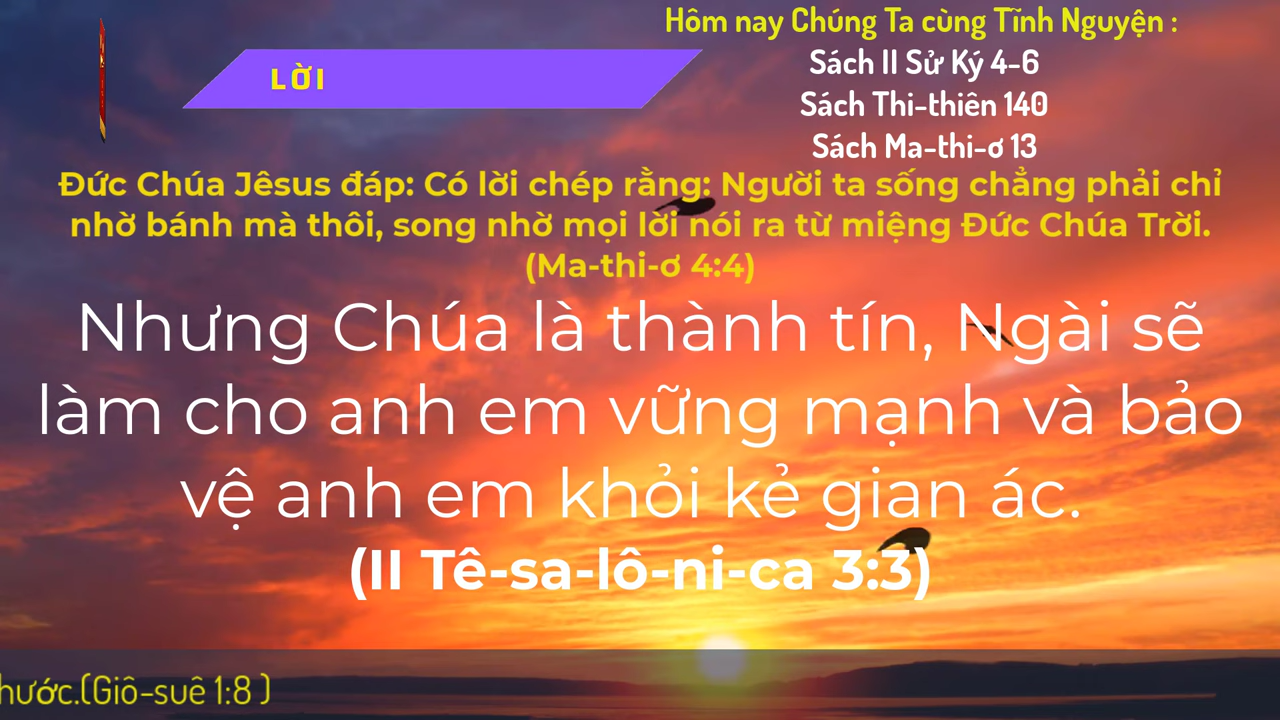 Hôm nay Chúng Ta cùng Tĩnh Nguyện :
Sách II Sử Ký 4-6
Sách Thi-thiên 140
Sách Ma-thi-ơ 13
LỜI
Đức Chúa Jêsus đáp: Có lời chép rằng: Người ta sống chẳng phải chỉ
nhờ bánh mà thôi, song nhờ mọi lời nói ra từ miệng Đức Chúa Trời.
(Ma-thi-ơ 4:4)
Nhưng Chúa là thành tín, Ngài sẽ
làm cho anh em vững mạnh và bảo
vệ anh em khỏi kẻ gian ác.
(II Tê-sa-lô-ni-ca 3:3)
hước.(Giô-suê 1:8 )